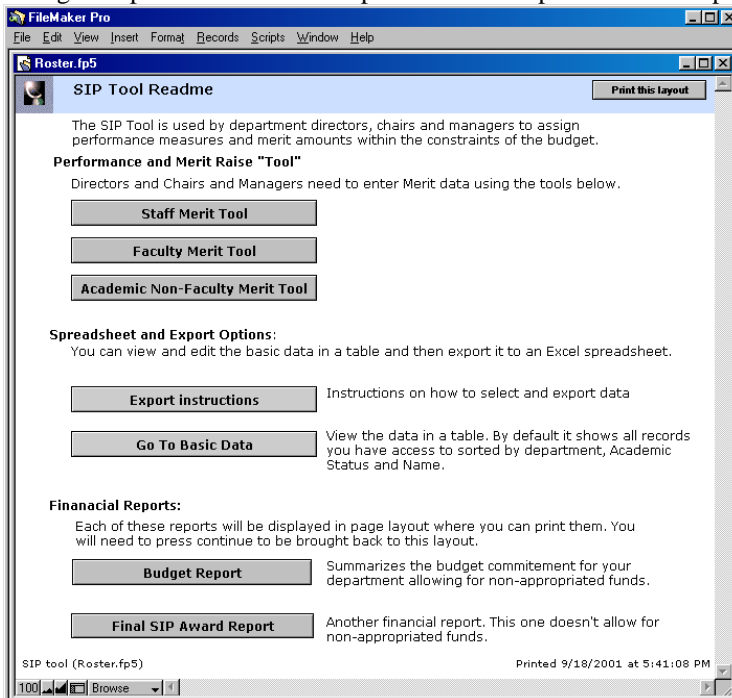 FileMaker Pro
File Edit View Insert Format Records Scripts Window Help
Roster.fp5
SIP Tool Readme
Print this layout
The SIP Tool is used by department directors, chairs and managers to assign
performance measures and merit amounts within the constraints of the budget.
Performance and Merit Raise "Tool"
Directors and Chairs and Managers need to enter Merit data using the tools below.
Staff Merit Tool
Faculty Merit Tool
Academic Non-Faculty Merit Tool
Spreadsheet and Export Options:
You can view and edit the basic data in a table and then export it to an Excel spreadsheet.
Export instructions
Instructions on how to select and export data
Go To Basic Data
View the data in a table. By default it shows all records
you have access to sorted by department, Academic
Status and Name.
Finanacial Reports:
Each of these reports will be displayed in page layout where you can print them. You
will need to press continue to be brought back to this layout.
Budget Report
Summarizes the budget commitement for your
department allowing for non-appropriated funds.
Final SIP Award Report
Another financial report. This one doesn't allow for
non-appropriated funds.
SIP tool (Roster.fp5)
Printed 9/18/2001 at 5:41:08 PM
100 Browse